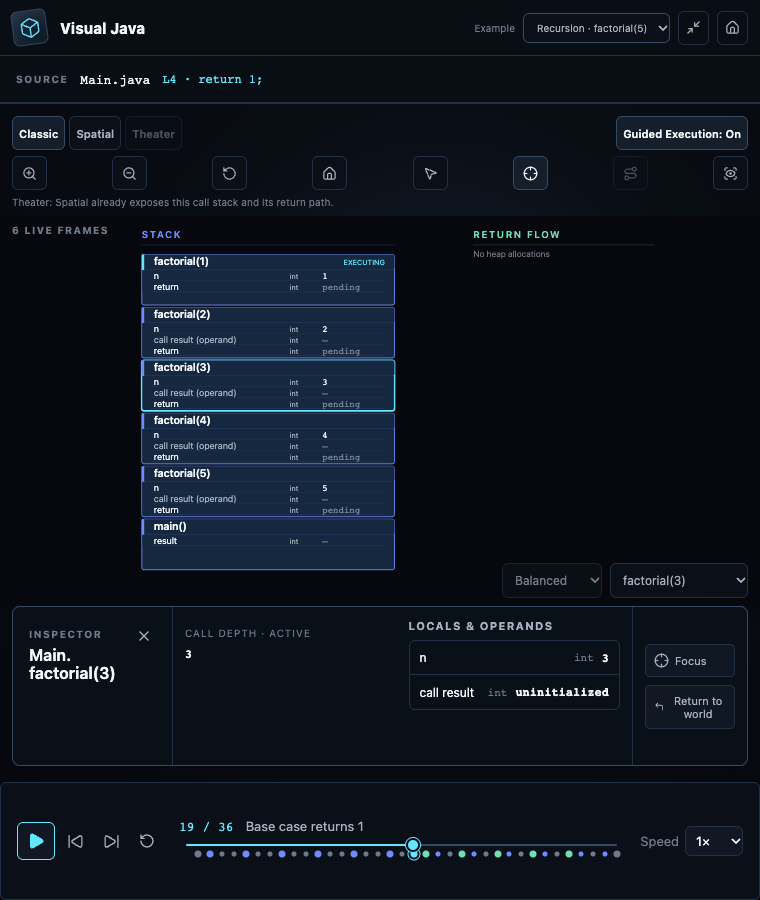 Visual Java
Example
Recursion · factorial(5)
SOURCE Main.java L4 · return 1;
Classic Spatial Theater
Guided Execution: On
Theater: Spatial already exposes this call stack and its return path.
6 LIVE FRAMES
STACK
RETURN FLOW
No heap allocations
factorial(1) EXECUTING
n int 1
return int pending
factorial(2)
n int 2
call result (operand) int —
return int pending
factorial(3)
n int 3
call result (operand) int —
return int pending
factorial(4)
n int 4
call result (operand) int —
return int pending
factorial(5)
n int 5
call result (operand) int —
return int pending
main()
result int —
Balanced
factorial(3)
INSPECTOR
Main.
factorial(3)
CALL DEPTH · ACTIVE
3
LOCALS & OPERANDS
n int 3
call result int uninitialized
Focus
Return to
world
19 / 36 Base case returns 1
Speed 1×